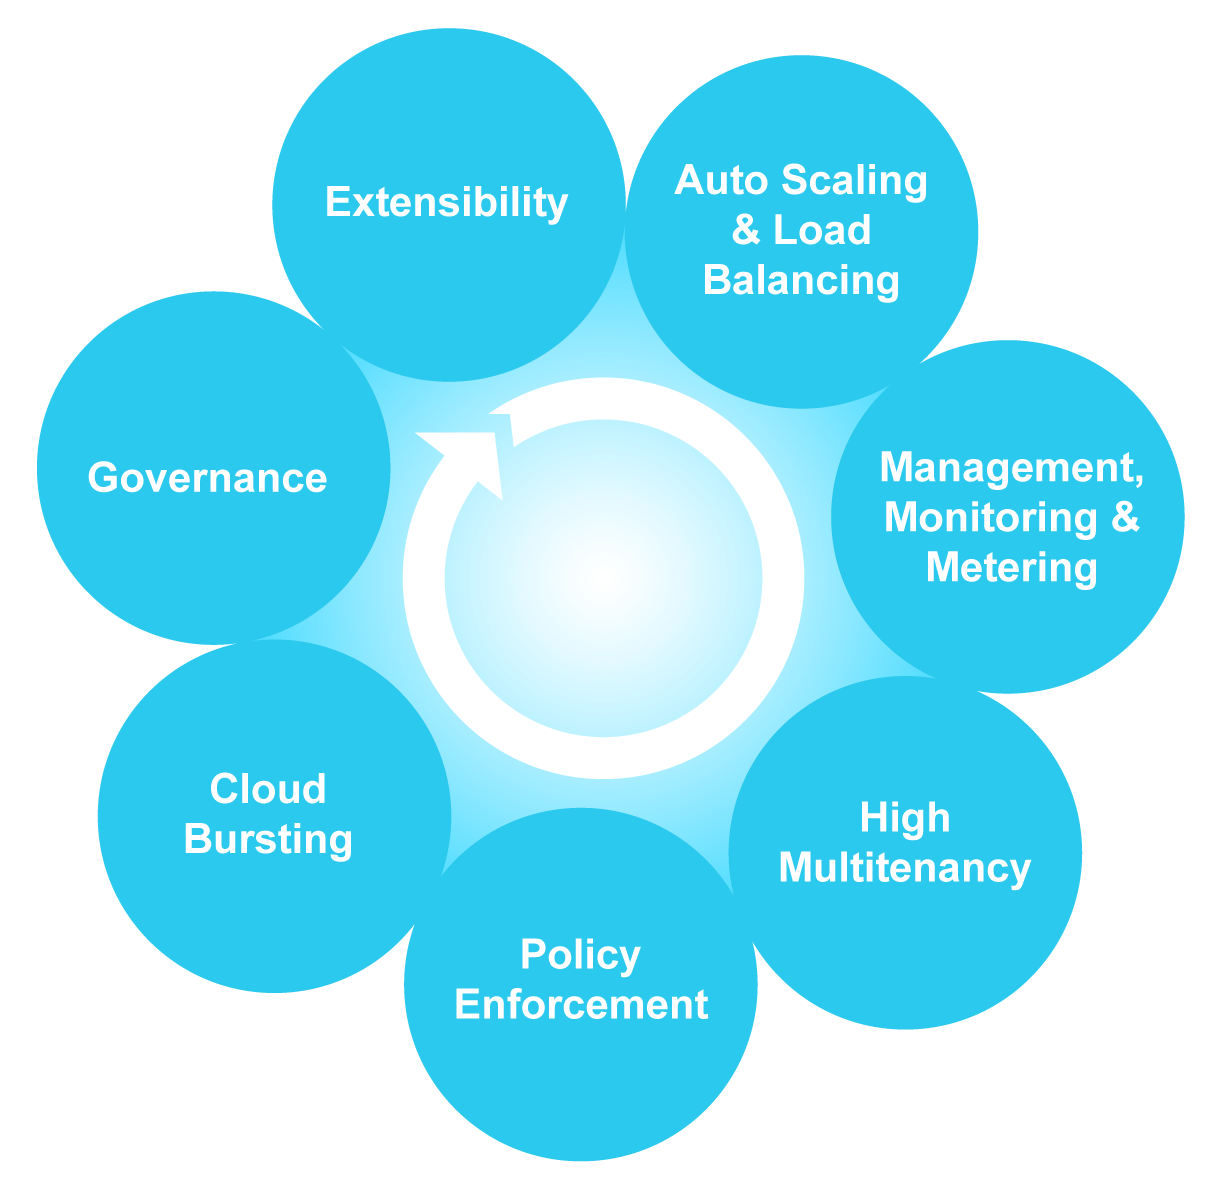 Extensibility
Auto Scaling
& Load
Balancing
Management,
Monitoring &
Metering
High
Multitenancy
Policy
Enforcement
Cloud
Bursting
Governance